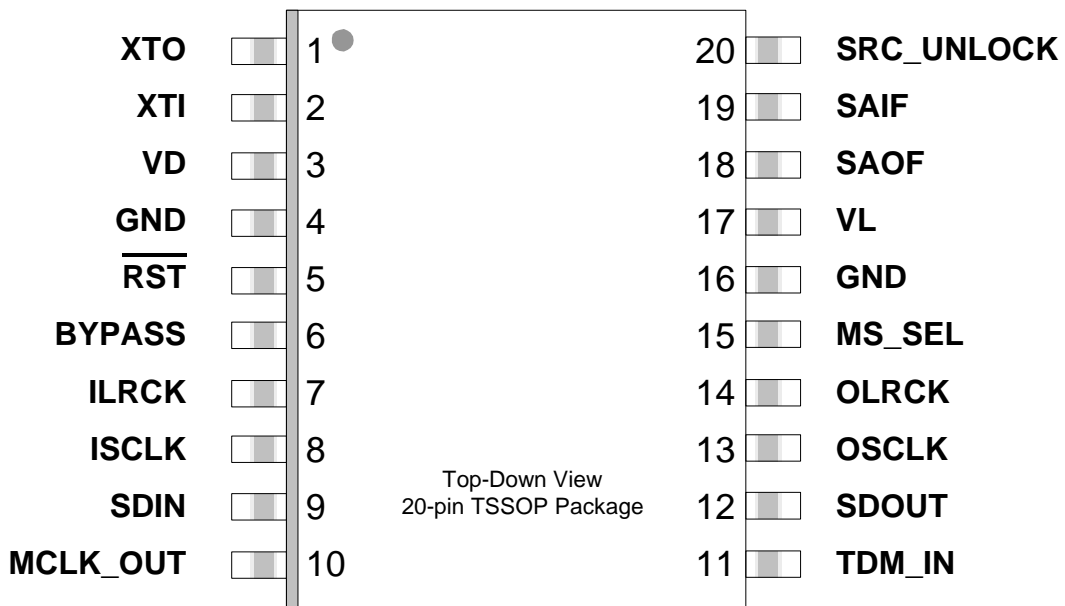 XTO 1 20 SRC_UNLOCK
XTI 2 19 SAIF
VD 3 18 SAOF
GND 4 17 VL
RST 5 16 GND
BYPASS 6 15 MS_SEL
ILRCK 7 14 OLRCK
ISCLK 8 13 OSCLK
Top-Down View
SDIN 9 20-pin TSSOP Package 12 SDOUT
MCLK_OUT 10 11 TDM_IN